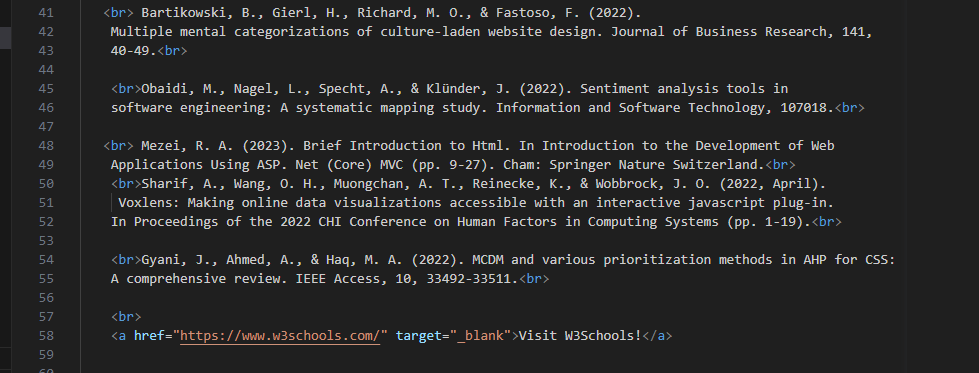 41 <br> Bartikowski, B., Gierl, H., Richard, M. O., & Fastoso, F. (2022).
42 Multiple mental categorizations of culture-laden website design. Journal of Business Research, 141,
43 40-49.<br>
44
45 <br>Obaidi, M., Nagel, L., Specht, A., & Klünder, J. (2022). Sentiment analysis tools in
46 software engineering: A systematic mapping study. Information and Software Technology, 107018.<br>
47
48 <br> Mezei, R. A. (2023). Brief Introduction to Html. In Introduction to the Development of Web
49 Applications Using ASP. Net (Core) MVC (pp. 9-27). Cham: Springer Nature Switzerland.<br>
50 <br>Sharif, A., Wang, O. H., Muongchan, A. T., Reinecke, K., & Wobbrock, J. O. (2022, April).
51 Voxlens: Making online data visualizations accessible with an interactive javascript plug-in.
52 In Proceedings of the 2022 CHI Conference on Human Factors in Computing Systems (pp. 1-19).<br>
53
54 <br>Gyani, J., Ahmed, A., & Haq, M. A. (2022). MCDM and various prioritization methods in AHP for CSS:
55 A comprehensive review. IEEE Access, 10, 33492-33511.<br>
56
57 <br>
58 <a href="https://www.w3schools.com/" target="_blank">Visit W3Schools!</a>
59
60